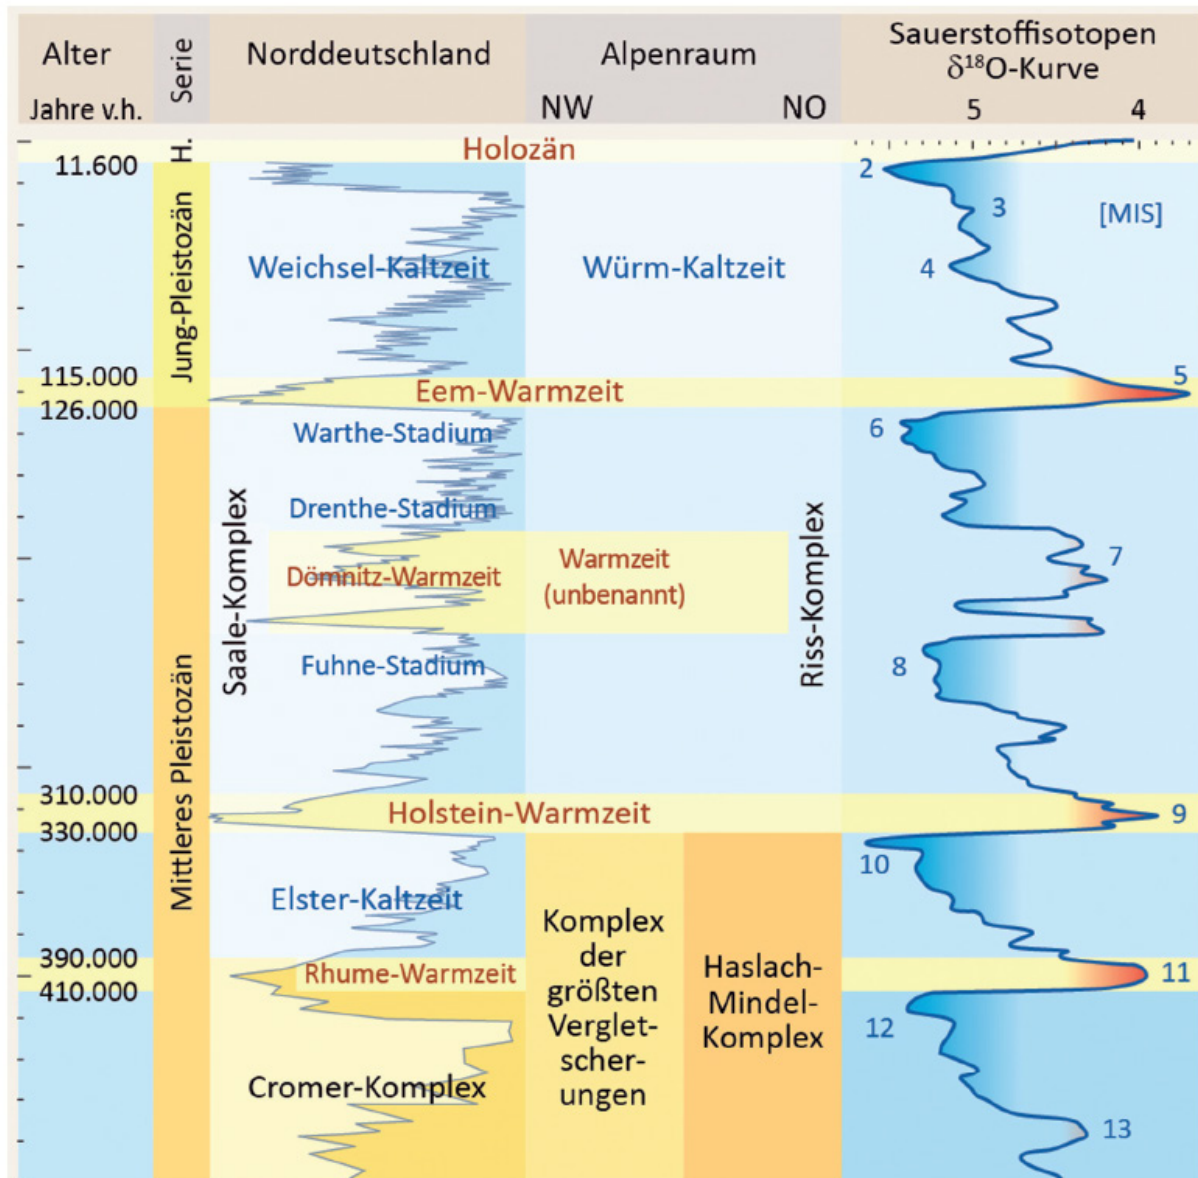 Alter
Jahre v.h.
Serie
Norddeutschland
Alpenraum
NW
NO
Sauerstoffisotopen
δ¹⁸O-Kurve
5
4
H.
Holozän
11.600
2
3
[MIS]
Jung-Pleistozän
Weichsel-Kaltzeit
Würm-Kaltzeit
4
115.000
Eem-Warmzeit
5
126.000
Mittleres Pleistozän
Saale-Komplex
Warthe-Stadium
6
Drenthe-Stadium
Dömnitz-Warmzeit
Warmzeit
(unbenannt)
Riss-Komplex
7
Fuhne-Stadium
8
310.000
Holstein-Warmzeit
9
330.000
10
Elster-Kaltzeit
Komplex
der
größten
Verglet-
scher-
ungen
Haslach-
Mindel-
Komplex
390.000
Rhume-Warmzeit
11
410.000
12
Cromer-Komplex
13